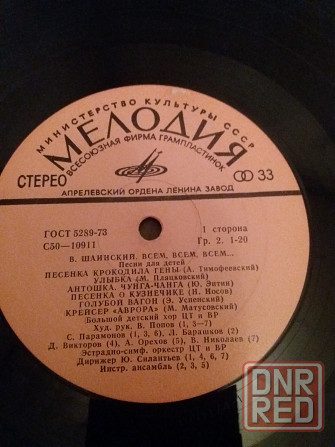 МИНИСТЕРСТВО КУЛЬТУРЫ СССР
МЕЛОДИЯ
ВСЕСОЮЗНАЯ ФИРМА ГРАМПЛАСТИНОК
СТЕРЕО
33
АПРЕЛЕВСКИЙ ОРДЕНА ЛЕНИНА ЗАВОД
ГОСТ 5289-73
1 сторона
С50—10911
Гр. 2. 1-20
В. ШАИНСКИЙ. ВСЕМ, ВСЕМ, ВСЕМ...
Песни для детей
ПЕСЕНКА КРОКОДИЛА ГЕНЫ (А. Тимофеевский)
УЛЫБКА (М. Пляцковский)
АНТОШКА. ЧУНГА-ЧАНГА (Ю. Энтин)
ПЕСЕНКА О КУЗНЕЧИКЕ (Н. Носов)
ГОЛУБОЙ ВАГОН (Э. Успенский)
КРЕЙСЕР «АВРОРА» (М. Матусовский)
Большой детский хор ЦТ и ВР
Худ. рук. В. Попов (1, 3—7)
С. Парамонов (1, 3, 6), Л. Барашков (2)
Д. Викторов (4), А. Орехов (5), В. Николаев (7)
Эстрадно-симф. оркестр ЦТ и ВР
Дирижер Ю. Силантьев (1, 4, 6, 7)
Инстр. ансамбль (2, 3, 5)
DNR
RED